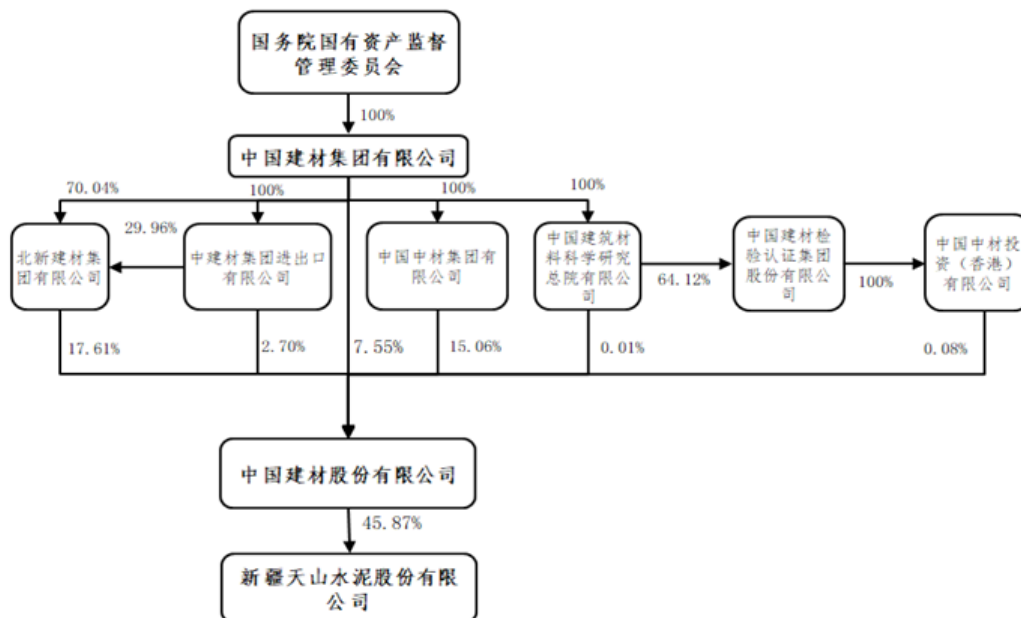 国务院国有资产监督
管理委员会
100%
中国建材集团有限公司
70.04%
100%
100%
100%
29.96%
北新建材集
团有限公司
中建材集团进出口
有限公司
中国中材集团有
限公司
中国建筑材
料科学研究
总院有限公
司
64.12%
中国建材检
验认证集团
股份有限公
司
100%
中国中材投
资（香港）
有限公司
17.61%
2.70%
7.55%
15.06%
0.01%
0.08%
中国建材股份有限公司
45.87%
新疆天山水泥股份有限
公司